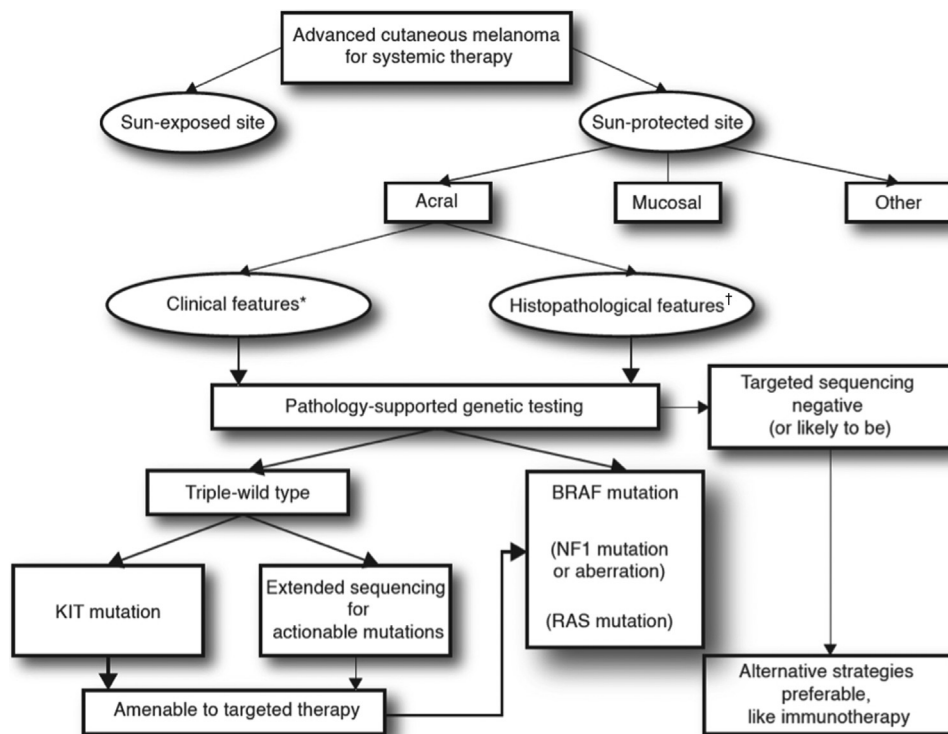 Advanced cutaneous melanoma
for systemic therapy
Sun-exposed site
Sun-protected site
Acral
Mucosal
Other
Clinical features*
Histopathological features†
Pathology-supported genetic testing
Targeted sequencing
negative
(or likely to be)
Triple-wild type
BRAF mutation
(NF1 mutation
or aberration)
(RAS mutation)
KIT mutation
Extended sequencing
for
actionable mutations
Amenable to targeted therapy
Alternative strategies
preferable,
like immunotherapy